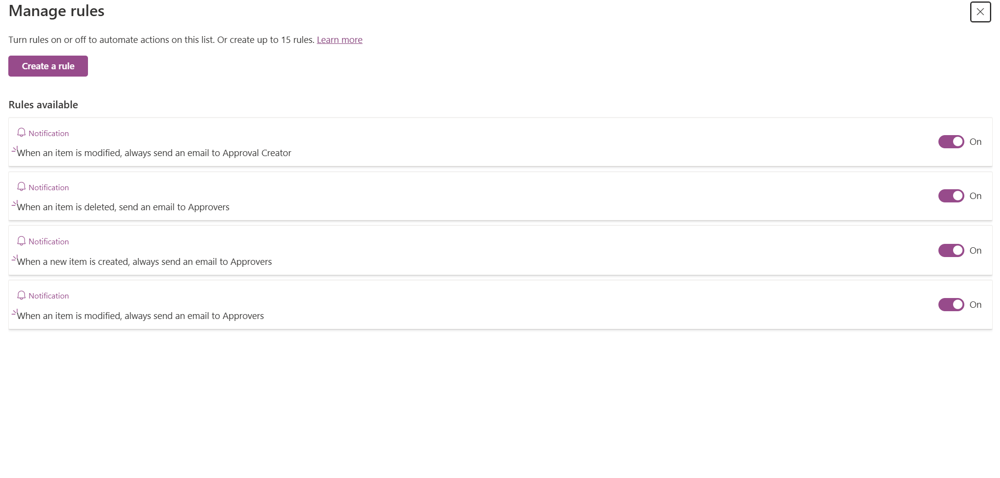 Manage rules
Turn rules on or off to automate actions on this list. Or create up to 15 rules. Learn more
Create a rule
Rules available
Notification
When an item is modified, always send an email to Approval Creator
On
Notification
When an item is deleted, send an email to Approvers
On
Notification
When a new item is created, always send an email to Approvers
On
Notification
When an item is modified, always send an email to Approvers
On